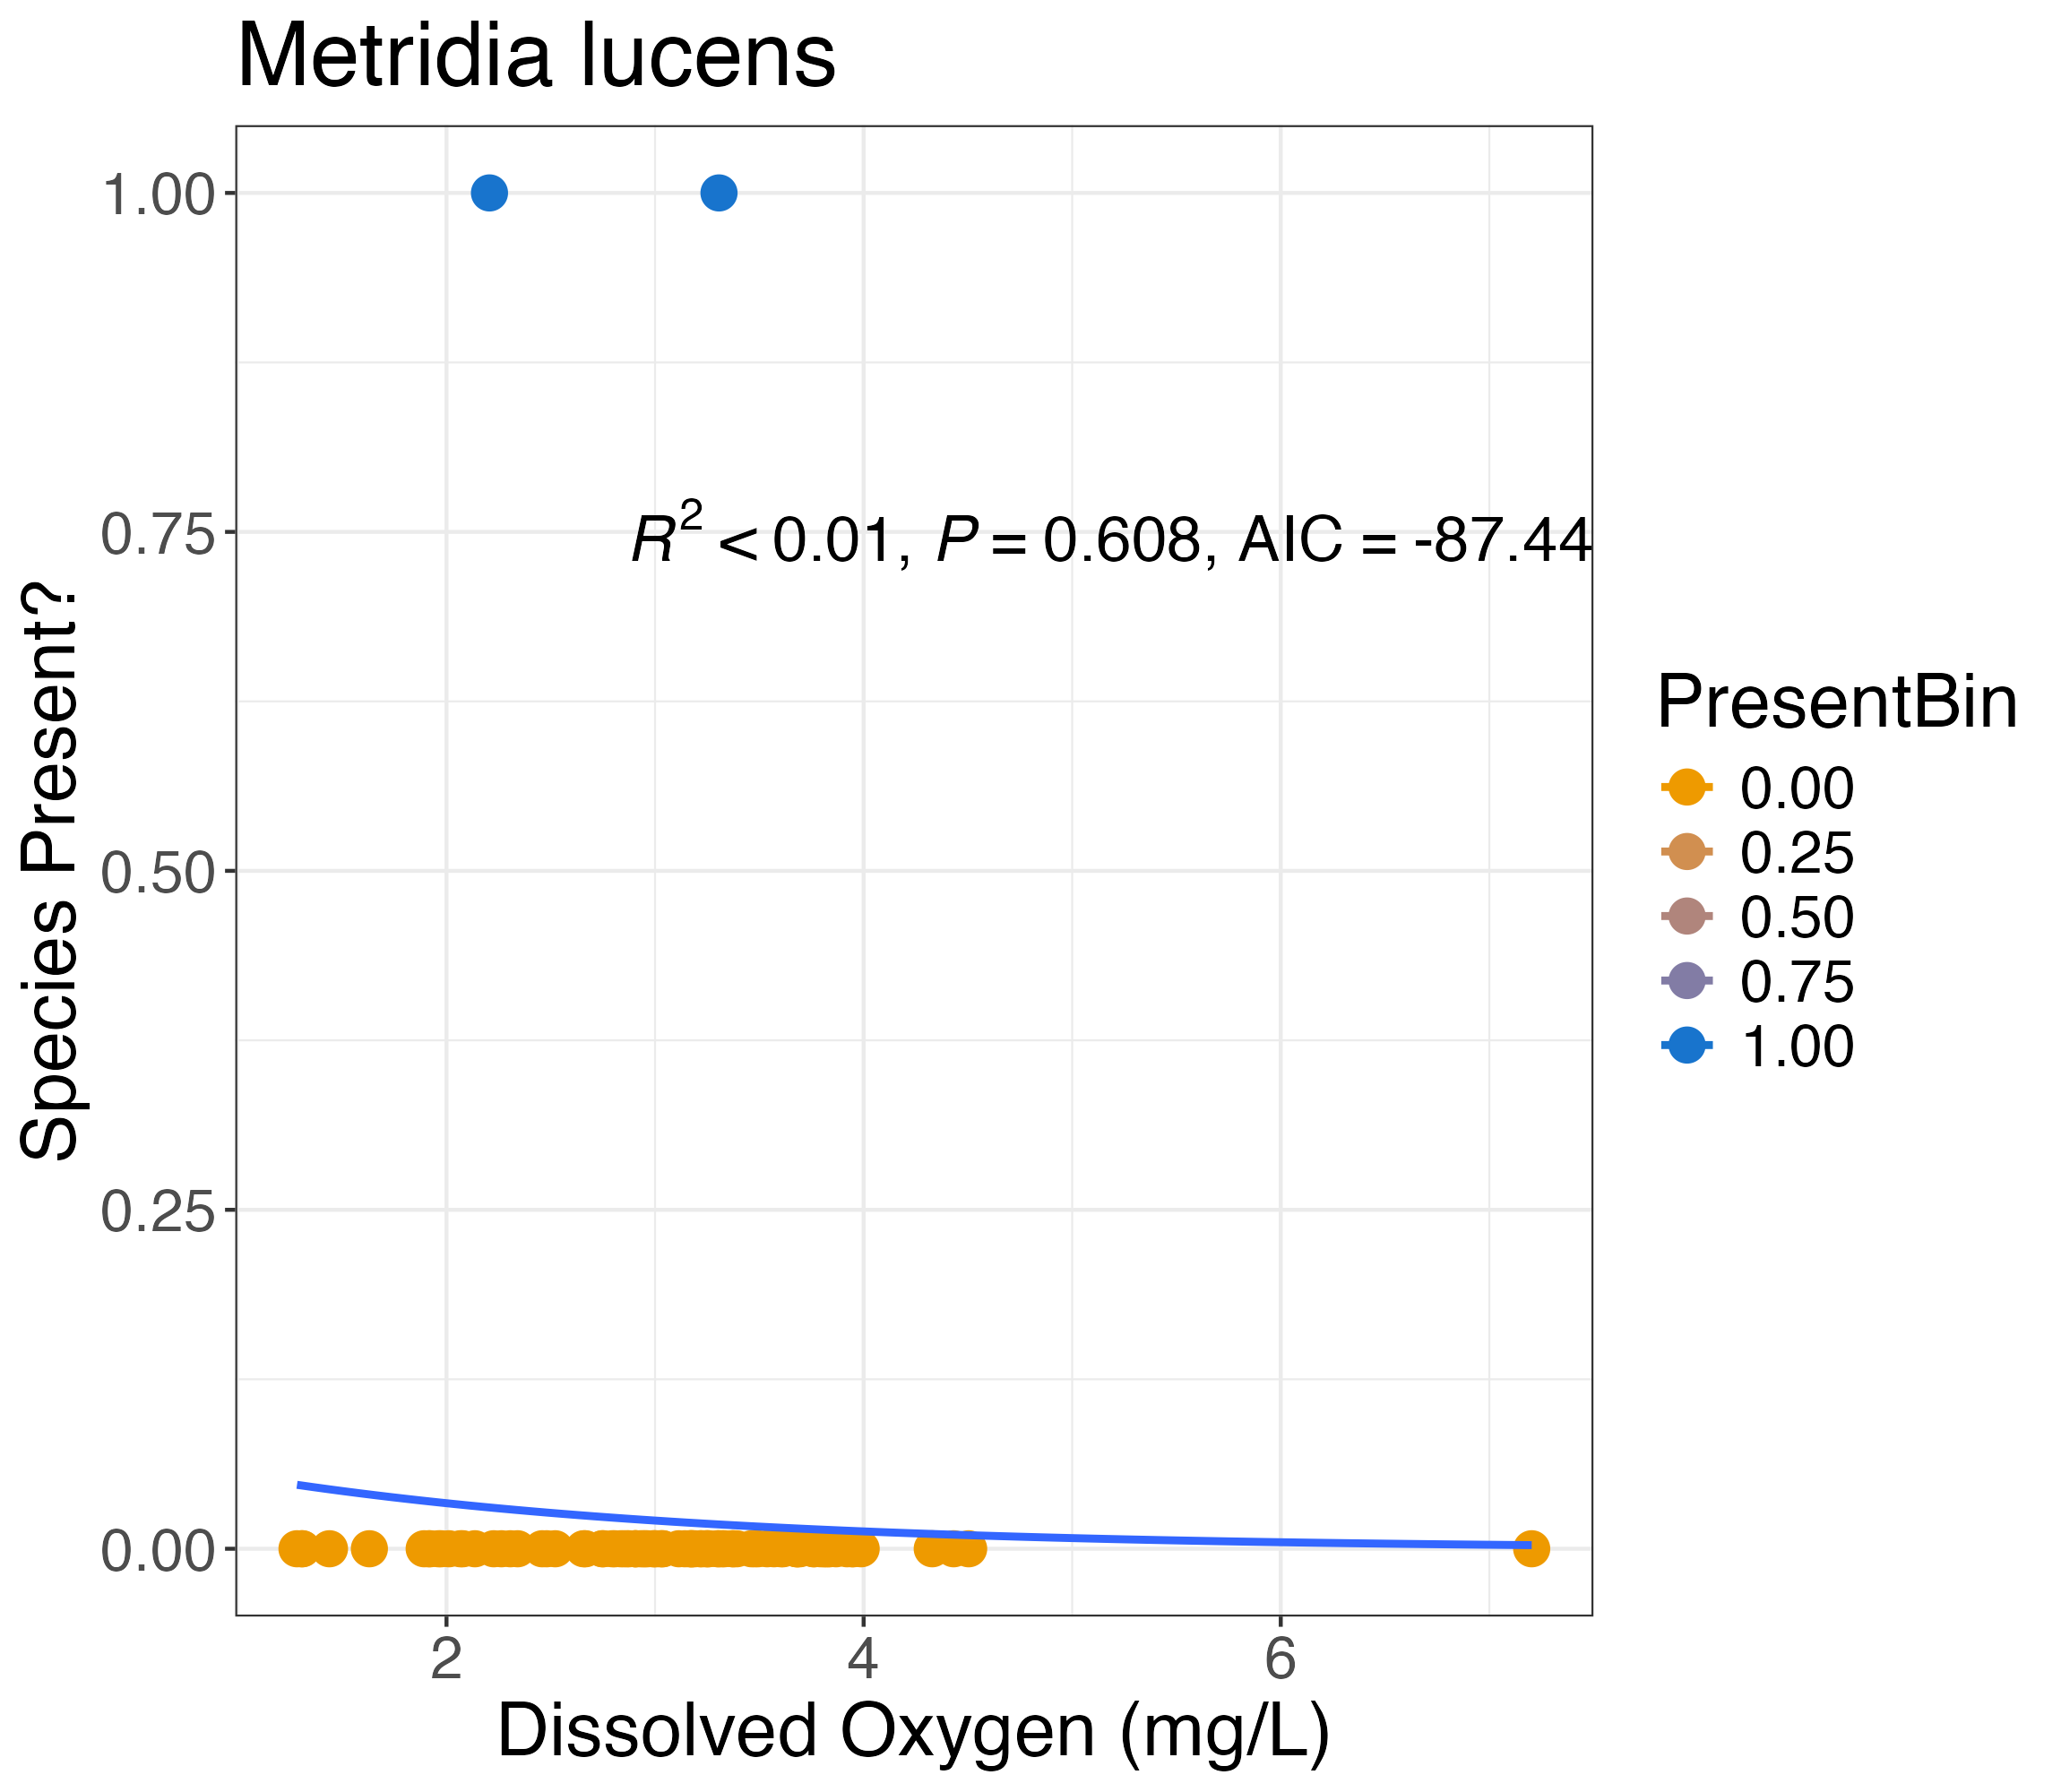 Metridia lucens
1.00
0.75
0.50
0.25
0.00
Species Present?
R² < 0.01, P = 0.608, AIC = -87.44
2 4 6
Dissolved Oxygen (mg/L)
PresentBin
0.00
0.25
0.50
0.75
1.00